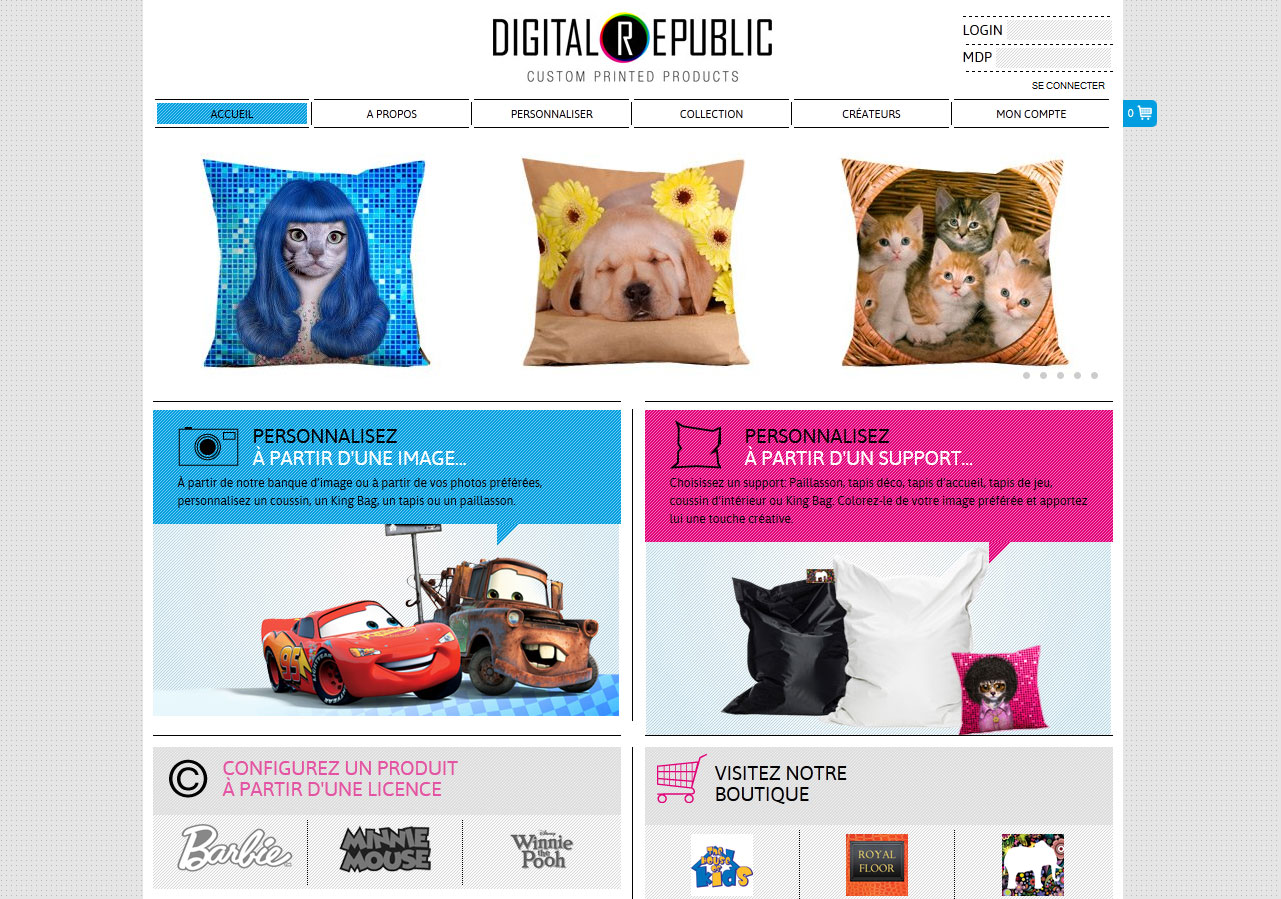 DIGITAL REPUBLIC
CUSTOM PRINTED PRODUCTS
LOGIN
MDP
SE CONNECTER
ACCUEIL
A PROPOS
PERSONNALISER
COLLECTION
CRÉATEURS
MON COMPTE
0
PERSONNALISEZ
À PARTIR D'UNE IMAGE...
À partir de notre banque d'image ou à partir de vos photos préférées,
personnalisez un coussin, un King Bag, un tapis ou un paillasson.
PERSONNALISEZ
À PARTIR D'UN SUPPORT...
Choisissez un support: Paillasson, tapis déco, tapis d'accueil, tapis de jeu,
coussin d'intérieur ou King Bag. Colorez-le de votre image préférée et apportez
lui une touche créative.
95
© CONFIGUREZ UN PRODUIT
À PARTIR D'UNE LICENCE
VISITEZ NOTRE
BOUTIQUE
Barbie
MINNIE
MOUSE
Disney
Winnie
the
Pooh
the
house of
kids
ROYAL
FLOOR